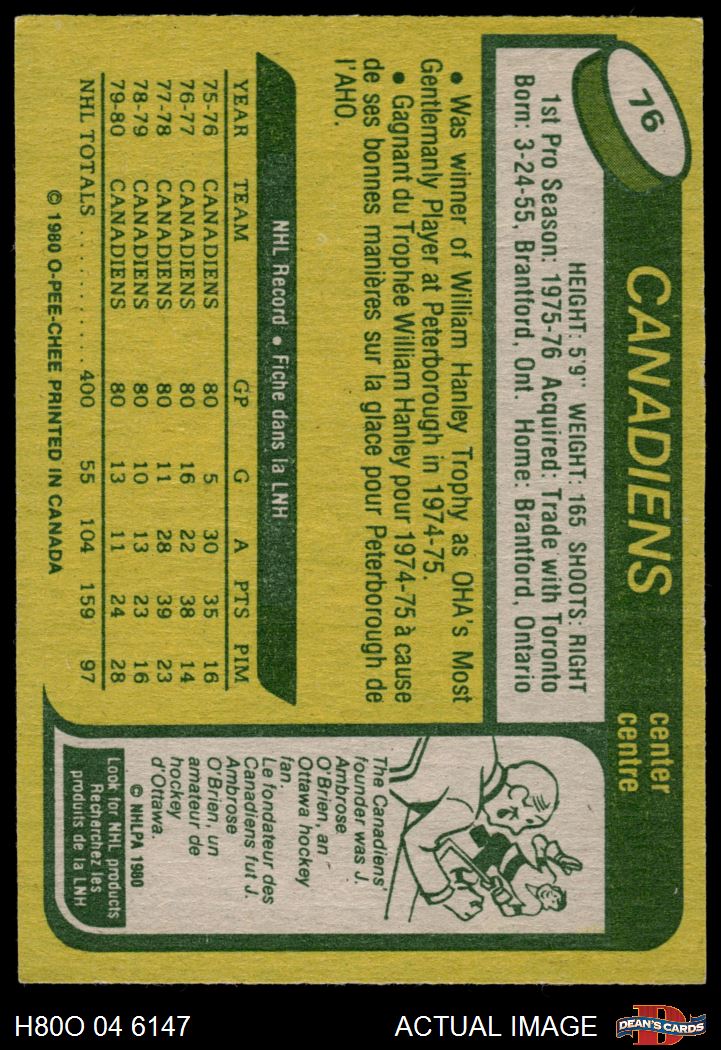 76
CANADIENS
center
centre
HEIGHT: 5'9" WEIGHT: 165 SHOOTS: RIGHT
1st Pro Season: 1975-76 Acquired: Trade with Toronto
Born: 3-24-55, Brantford, Ont. Home: Brantford, Ontario
• Was winner of William Hanley Trophy as OHA's Most
Gentlemanly Player at Peterborough in 1974-75.
• Gagnant du Trophée William Hanley pour 1974-75 à cause
de ses bonnes manières sur la glace pour Peterborough de
l'AHO.
NHL Record • Fiche dans la LNH
YEAR TEAM GP G A PTS PIM
75-76 CANADIENS 80 5 30 35 16
76-77 CANADIENS 80 16 22 38 14
77-78 CANADIENS 80 11 28 39 23
78-79 CANADIENS 80 10 13 23 16
79-80 CANADIENS 80 13 11 24 28
NHL TOTALS .......... 400 55 104 159 97
© 1980 O-PEE-CHEE PRINTED IN CANADA
The Canadiens'
founder was J.
Ambrose
O'Brien, an
Ottawa hockey
fan.
Le fondateur des
Canadiens fut J.
Ambrose
O'Brien, un
amateur de
hockey
d'Ottawa.
© NHLPA 1980
Look for NHL products
Recherchez les
produits de la LNH
H80O 04 6147
ACTUAL IMAGE
D
DEAN'S CARDS